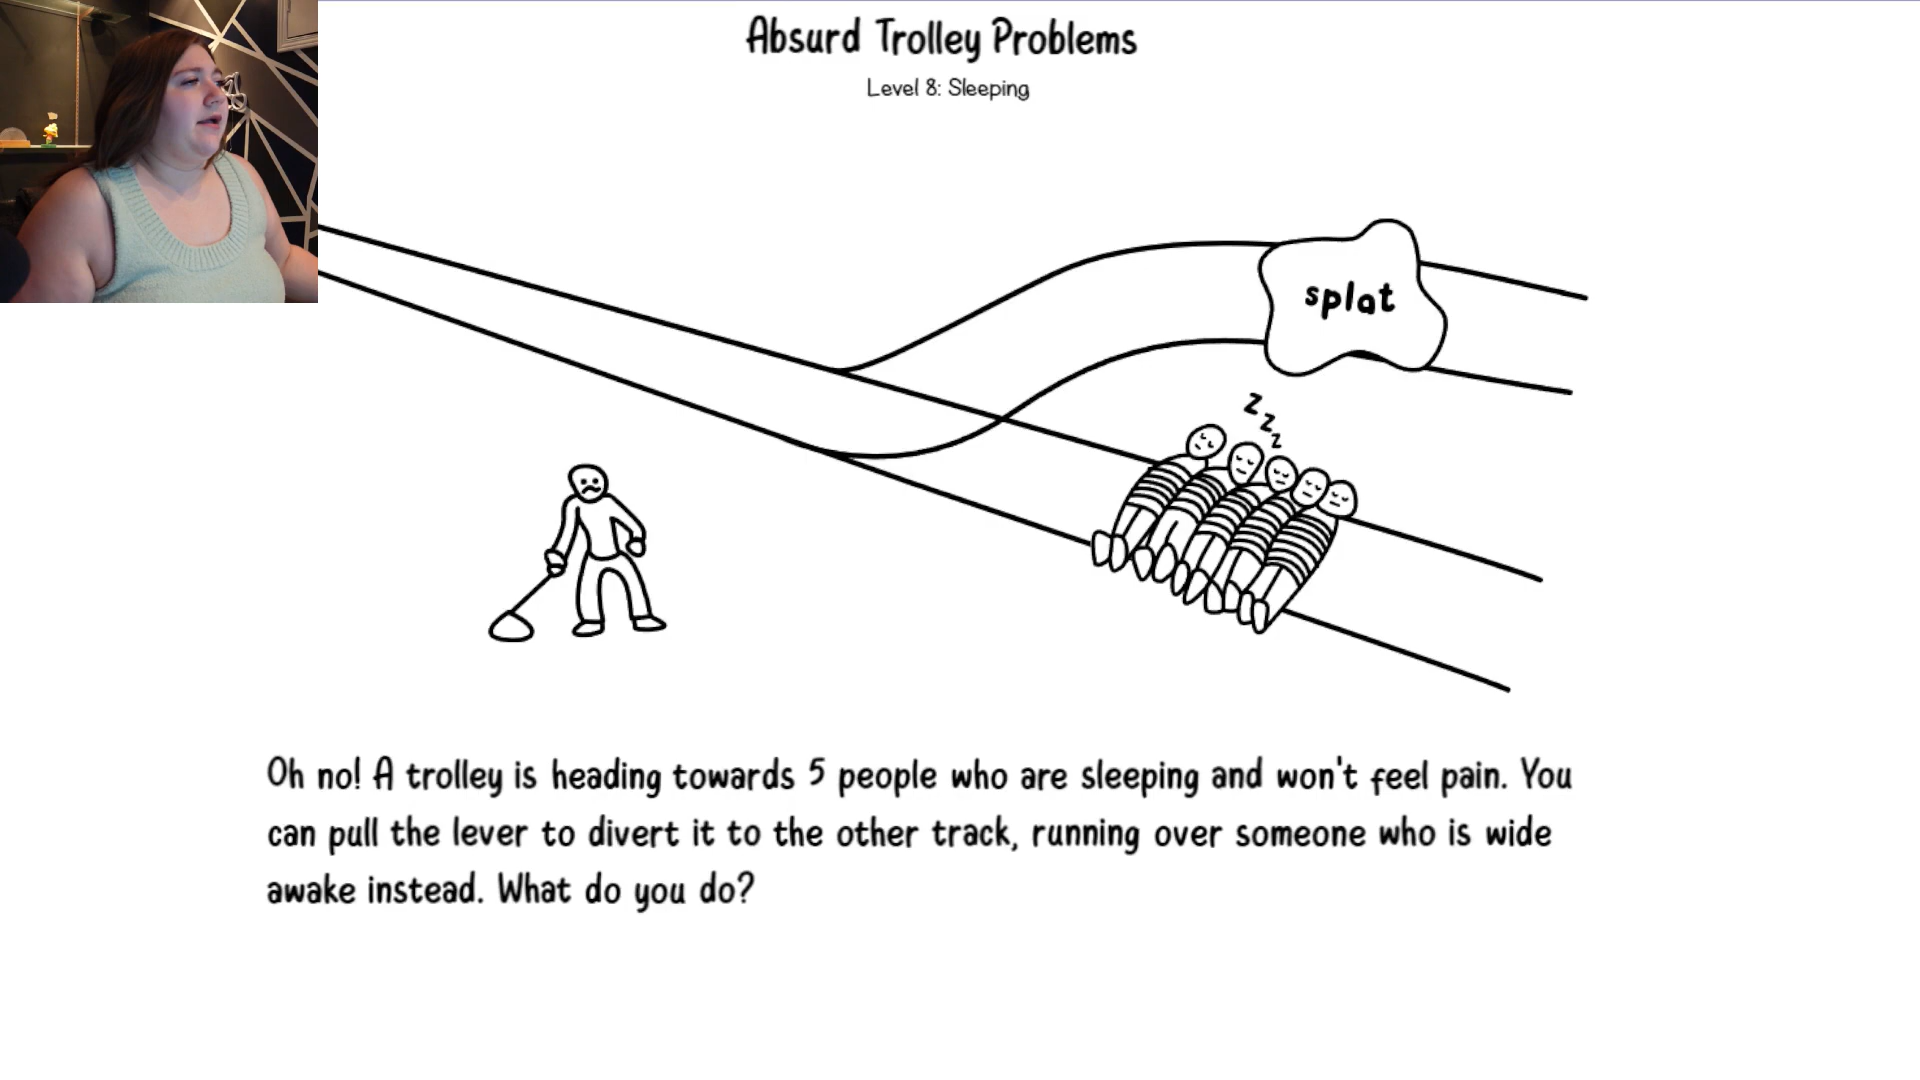 Absurd Trolley Problems
Level 8: Sleeping
splat
z
z
z
Oh no! A trolley is heading towards 5 people who are sleeping and won't feel pain. You
can pull the lever to divert it to the other track, running over someone who is wide
awake instead. What do you do?